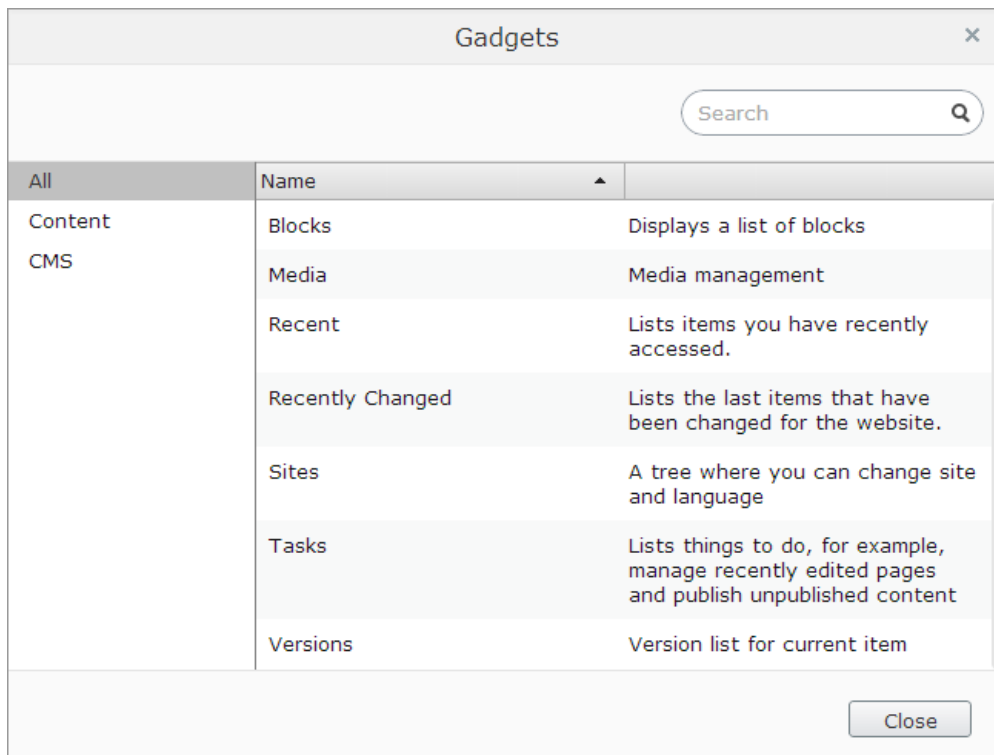 Gadgets
Search
All
Name
Content
CMS
Blocks
Displays a list of blocks
Media
Media management
Recent
Lists items you have recently
accessed.
Recently Changed
Lists the last items that have
been changed for the website.
Sites
A tree where you can change site
and language
Tasks
Lists things to do, for example,
manage recently edited pages
and publish unpublished content
Versions
Version list for current item
Close